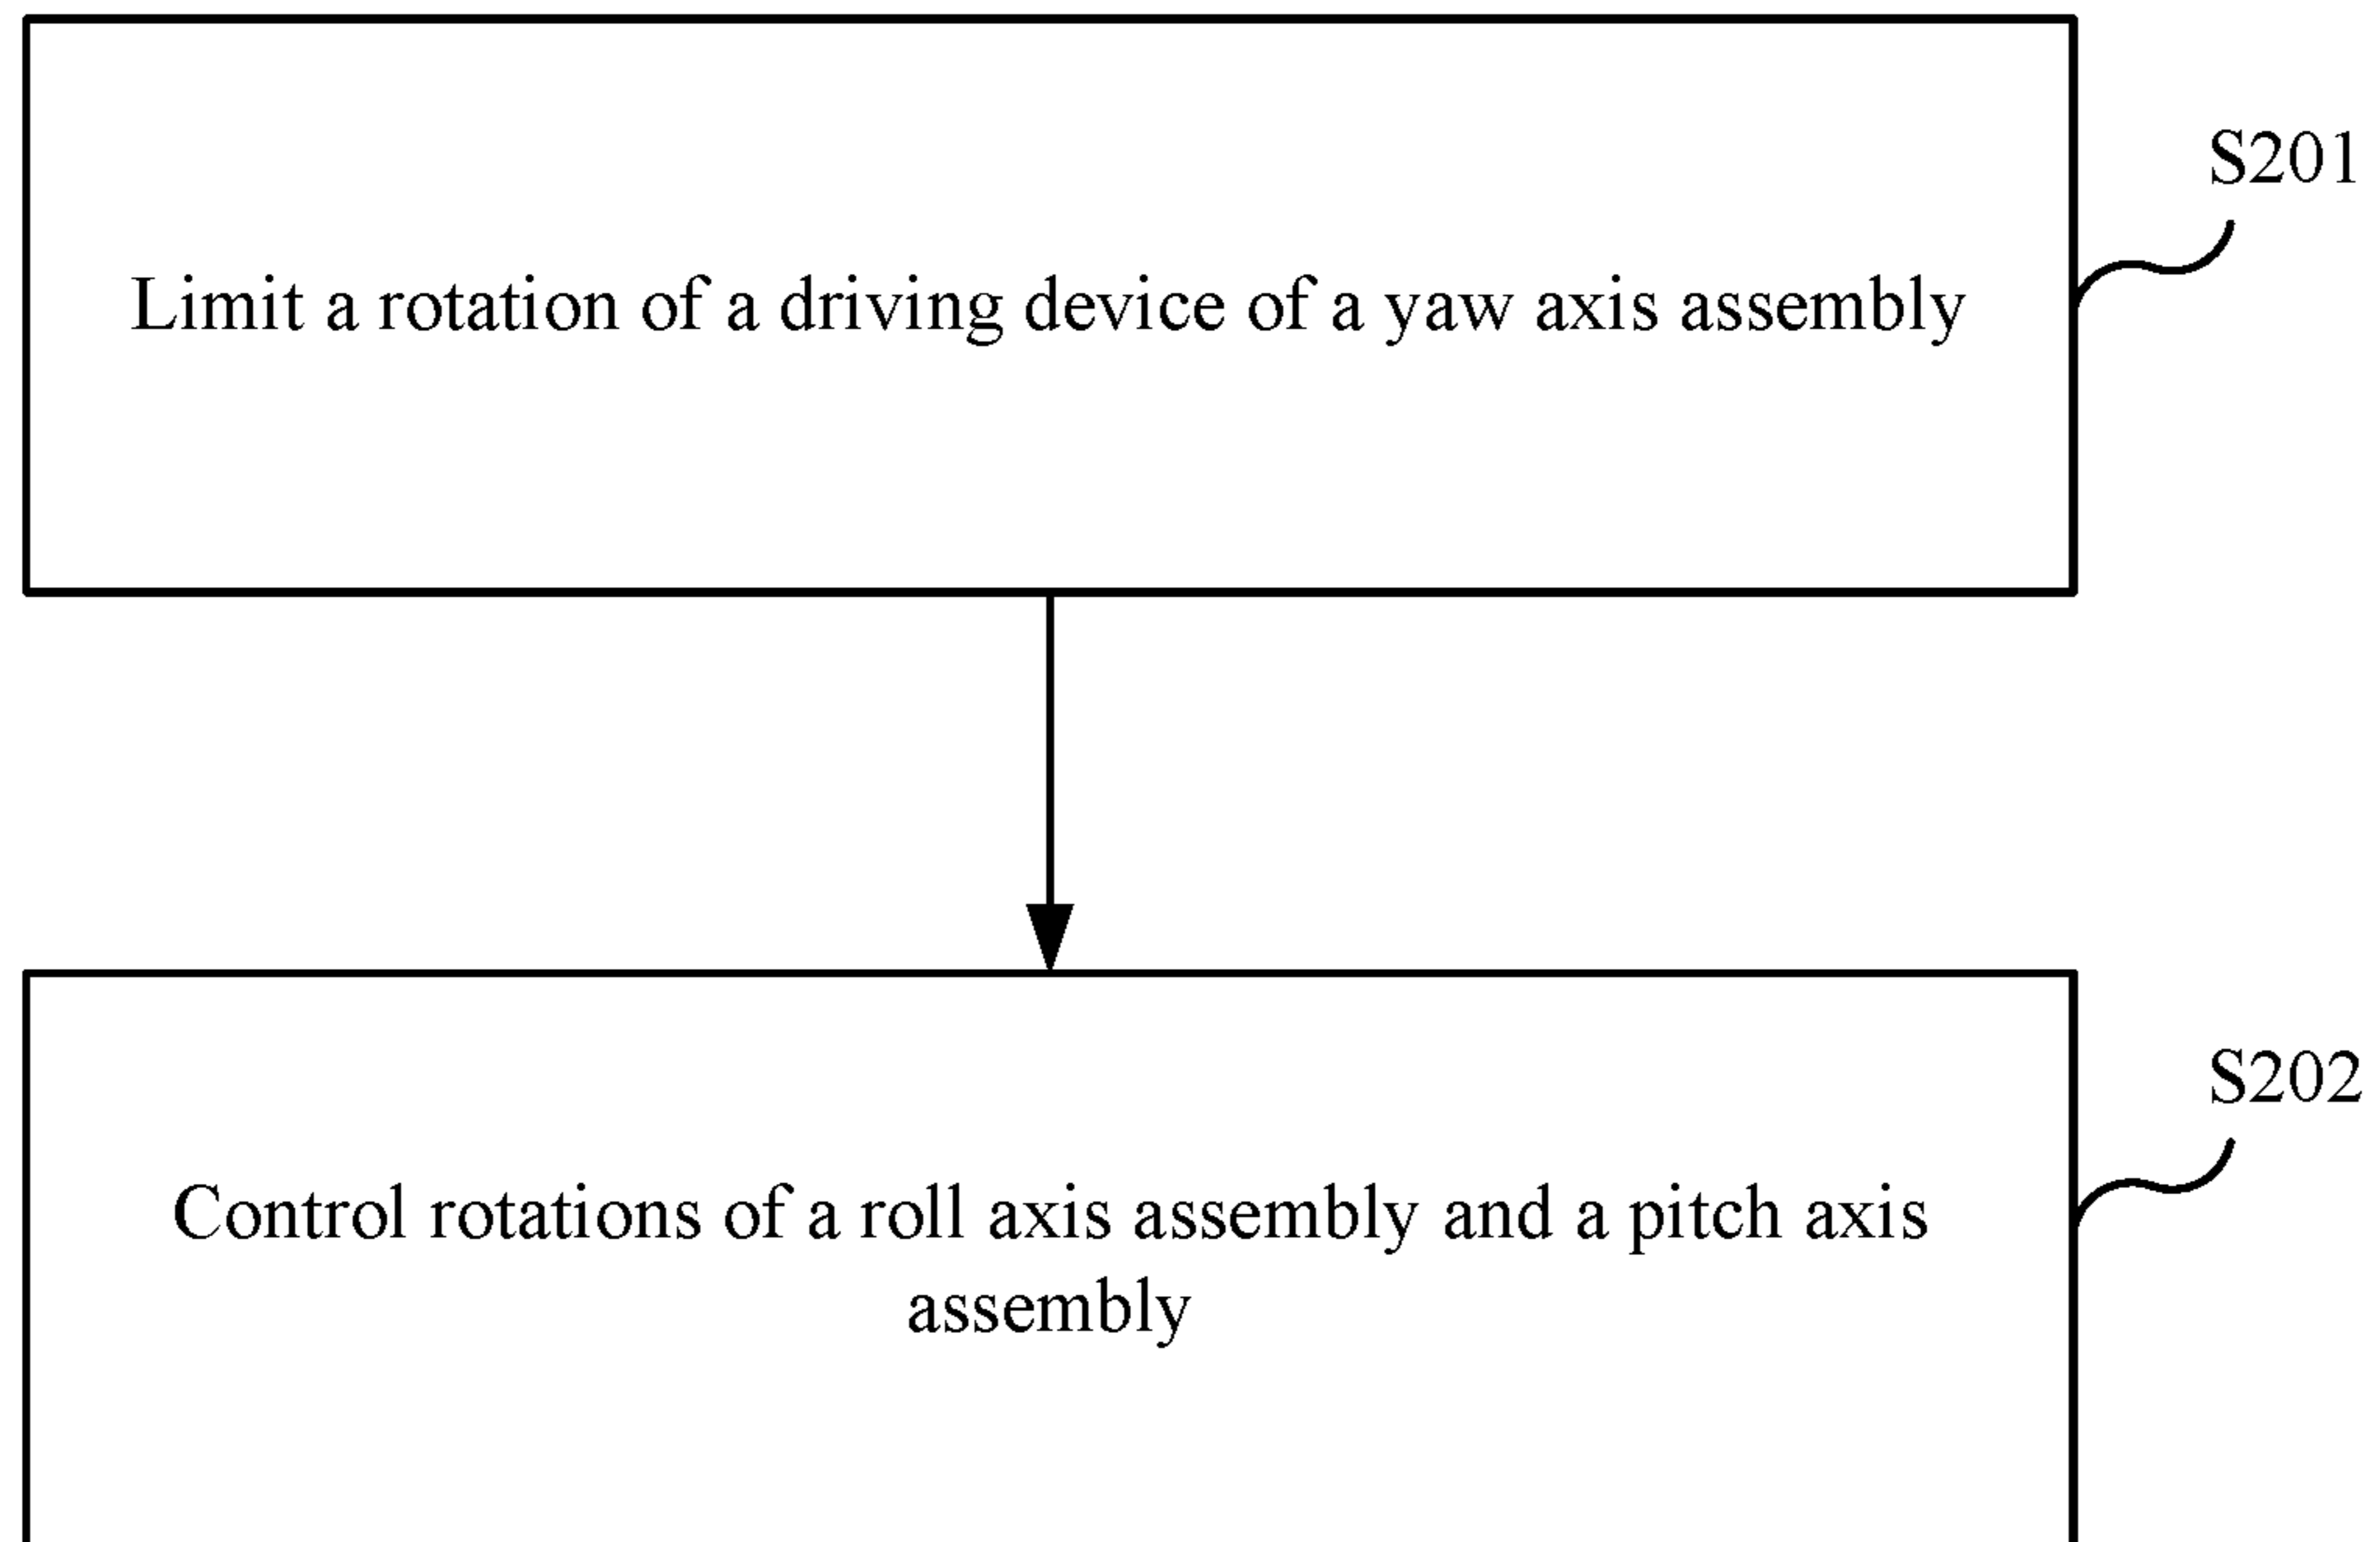 S201
Limit a rotation of a driving device of a yaw axis assembly
S202
Control rotations of a roll axis assembly and a pitch axis
assembly